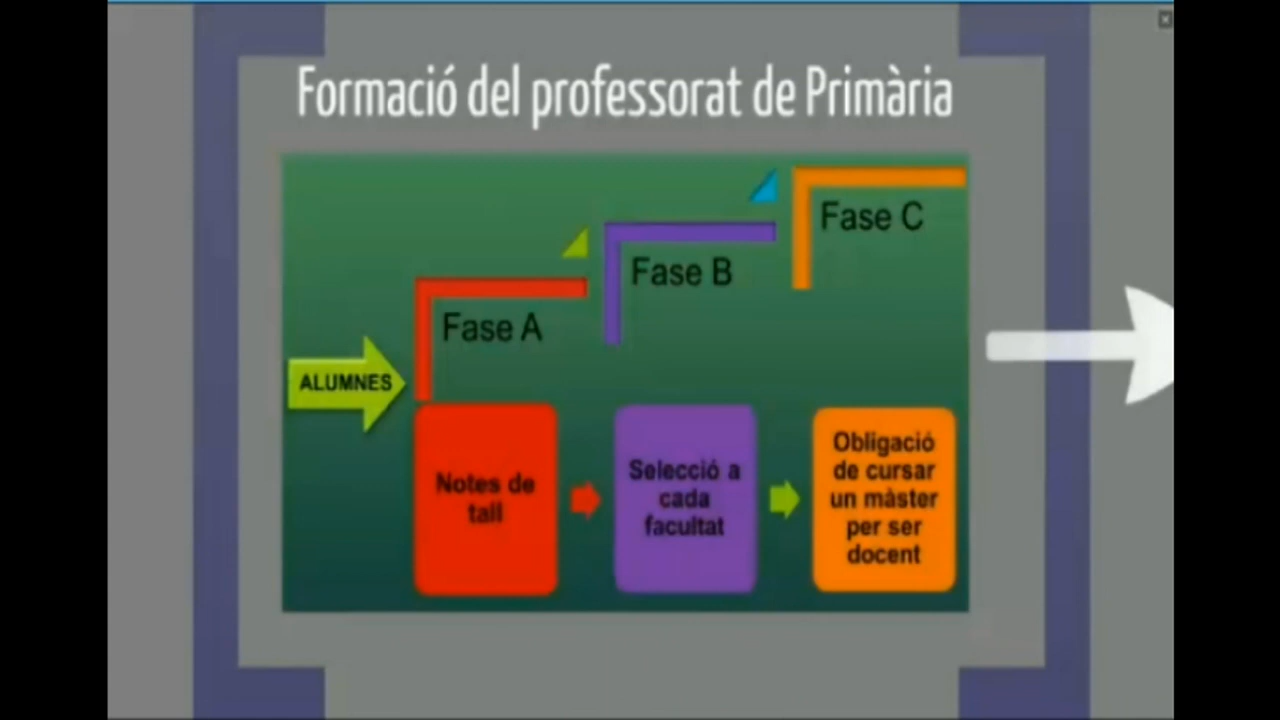 Formació del professorat de Primària
Fase C
Fase B
Fase A
ALUMNES
Notes de
tall
Selecció a
cada
facultat
Obligació
de cursar
un màster
per ser
docent